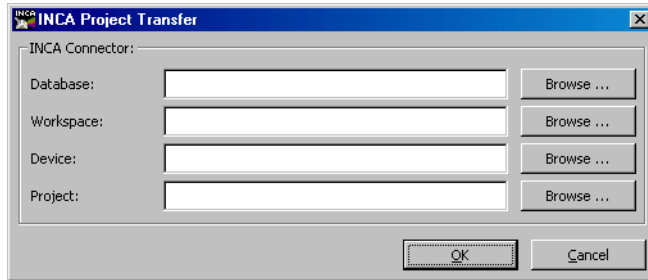 INCA Project Transfer
INCA Connector:
Database: Browse ...
Workspace: Browse ...
Device: Browse ...
Project: Browse ...
OK Cancel